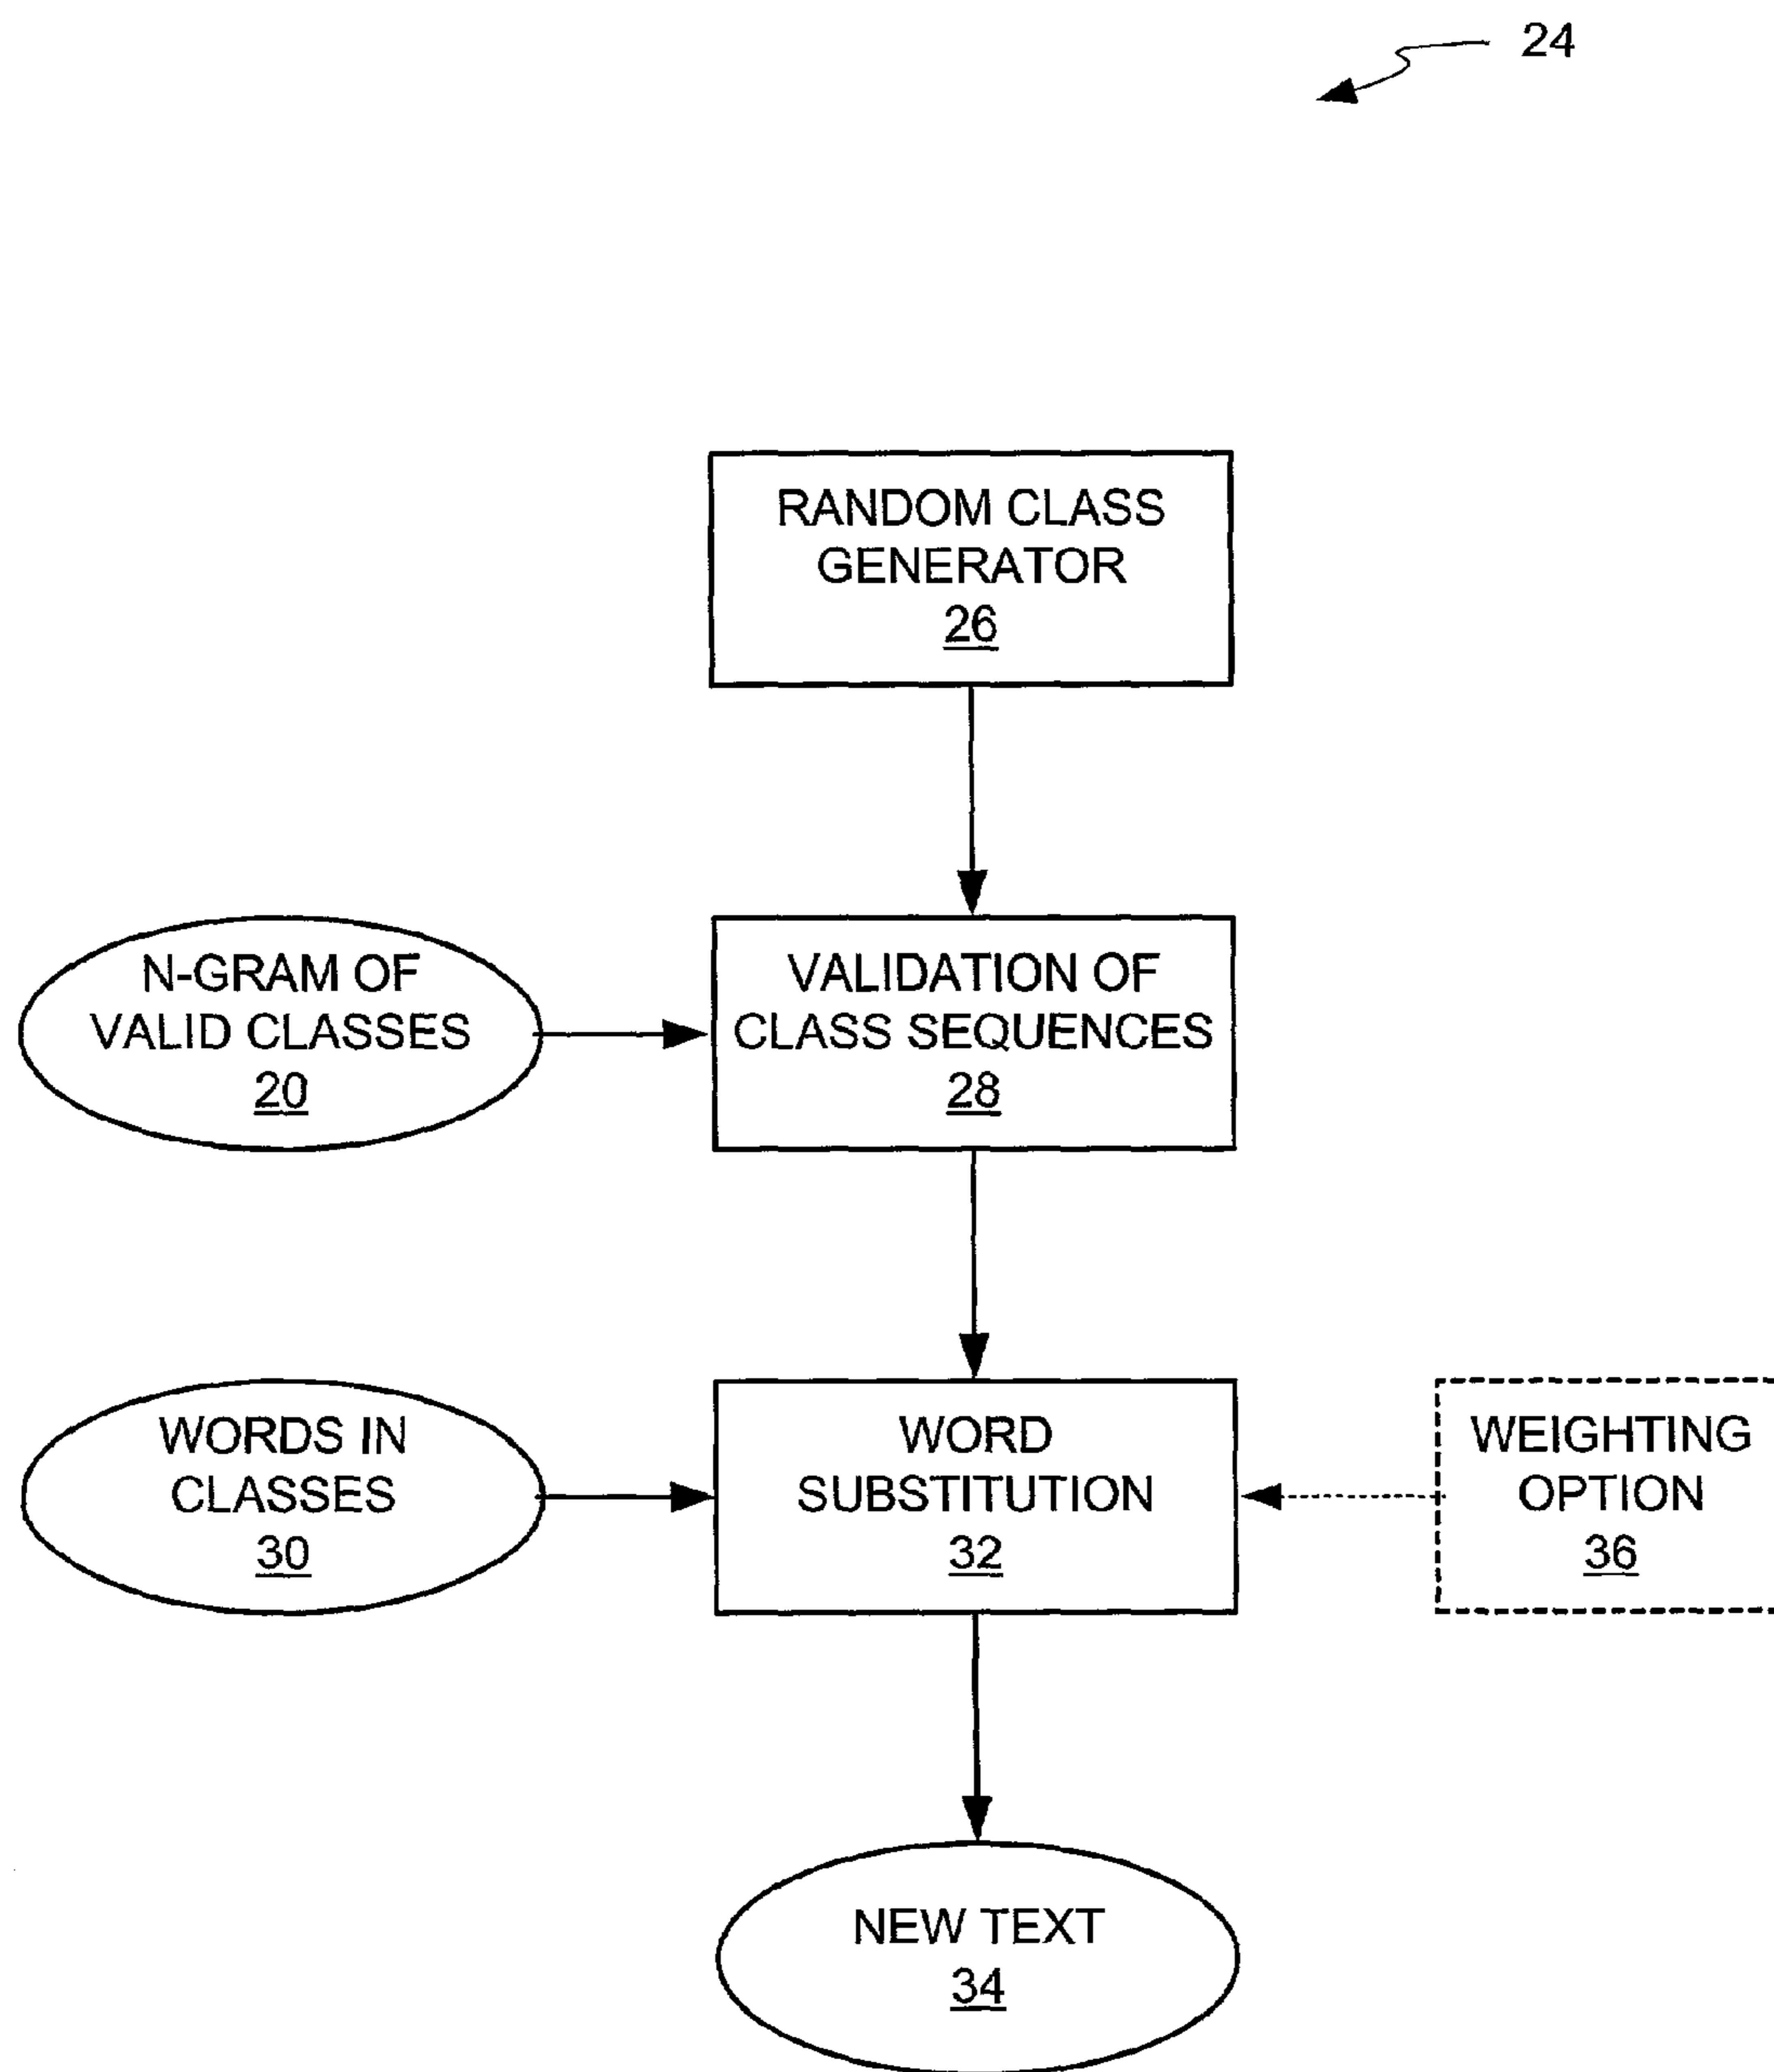 24
RANDOM CLASS
GENERATOR
26
N-GRAM OF
VALID CLASSES
20
VALIDATION OF
CLASS SEQUENCES
28
WORDS IN
CLASSES
30
WORD
SUBSTITUTION
32
WEIGHTING
OPTION
36
NEW TEXT
34